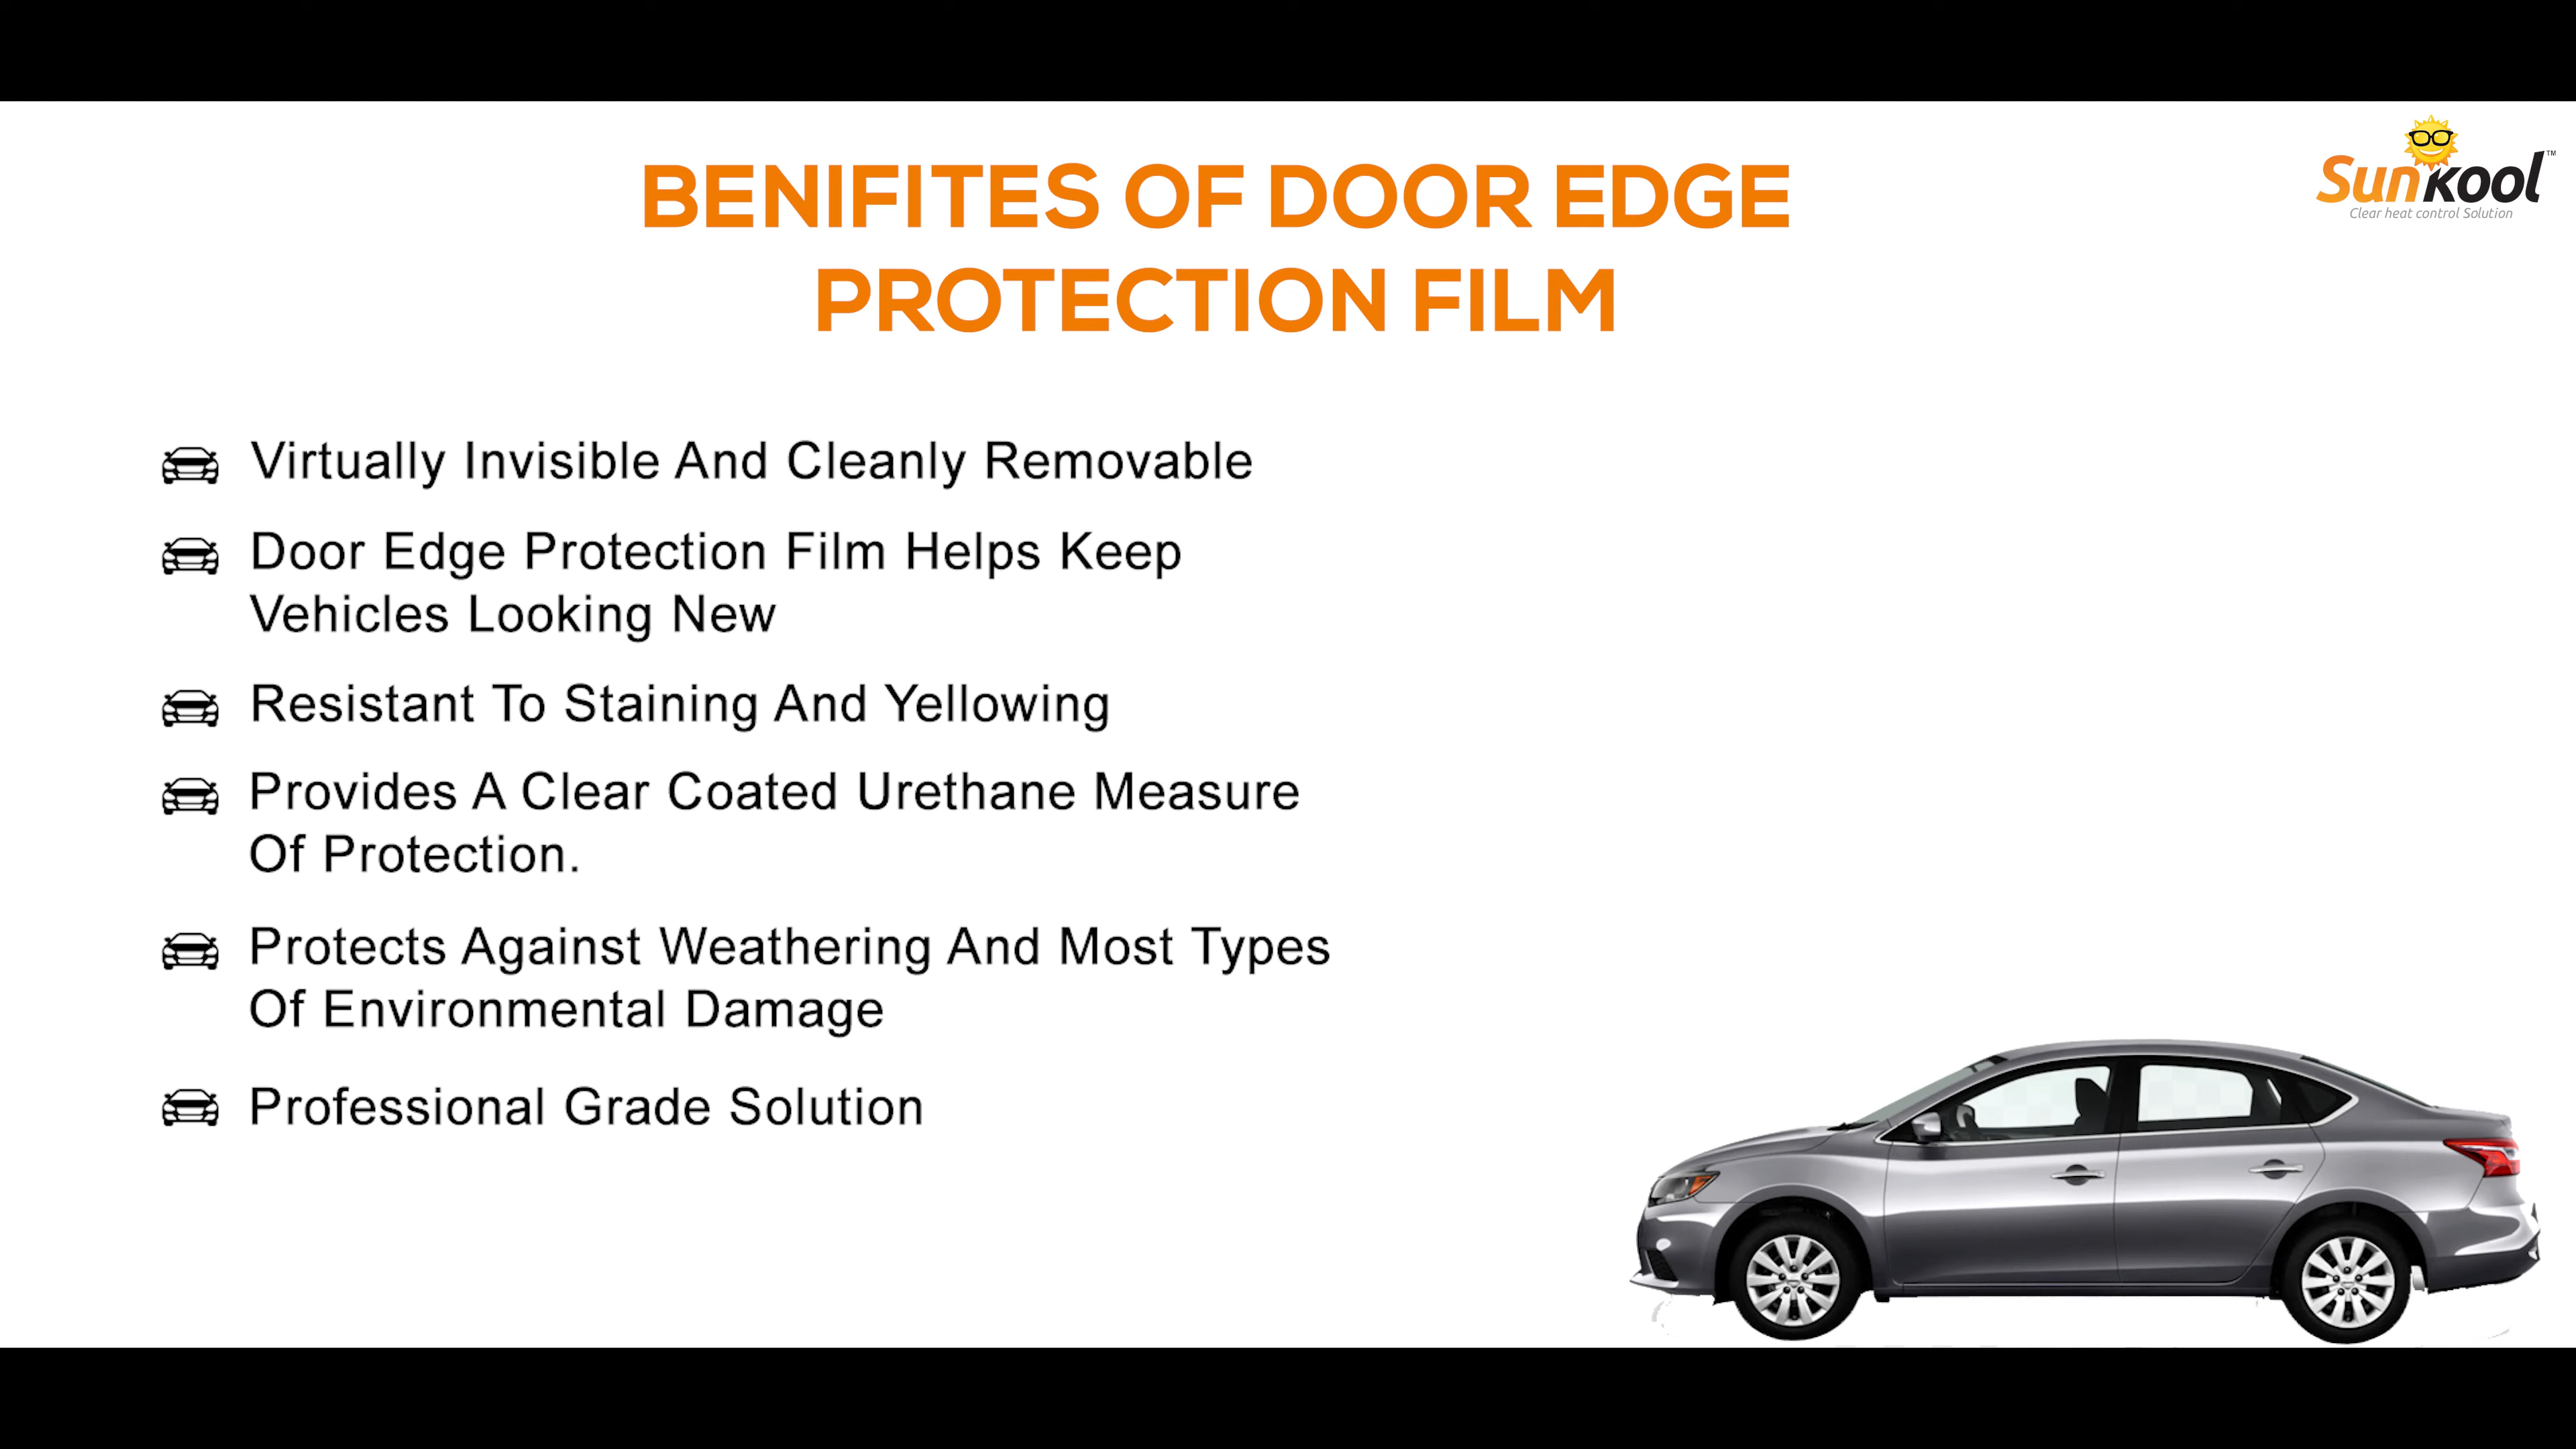 BENIFITES OF DOOR EDGE
PROTECTION FILM
Sunkool™
Clear heat control Solution
Virtually Invisible And Cleanly Removable
Door Edge Protection Film Helps Keep
Vehicles Looking New
Resistant To Staining And Yellowing
Provides A Clear Coated Urethane Measure
Of Protection.
Protects Against Weathering And Most Types
Of Environmental Damage
Professional Grade Solution